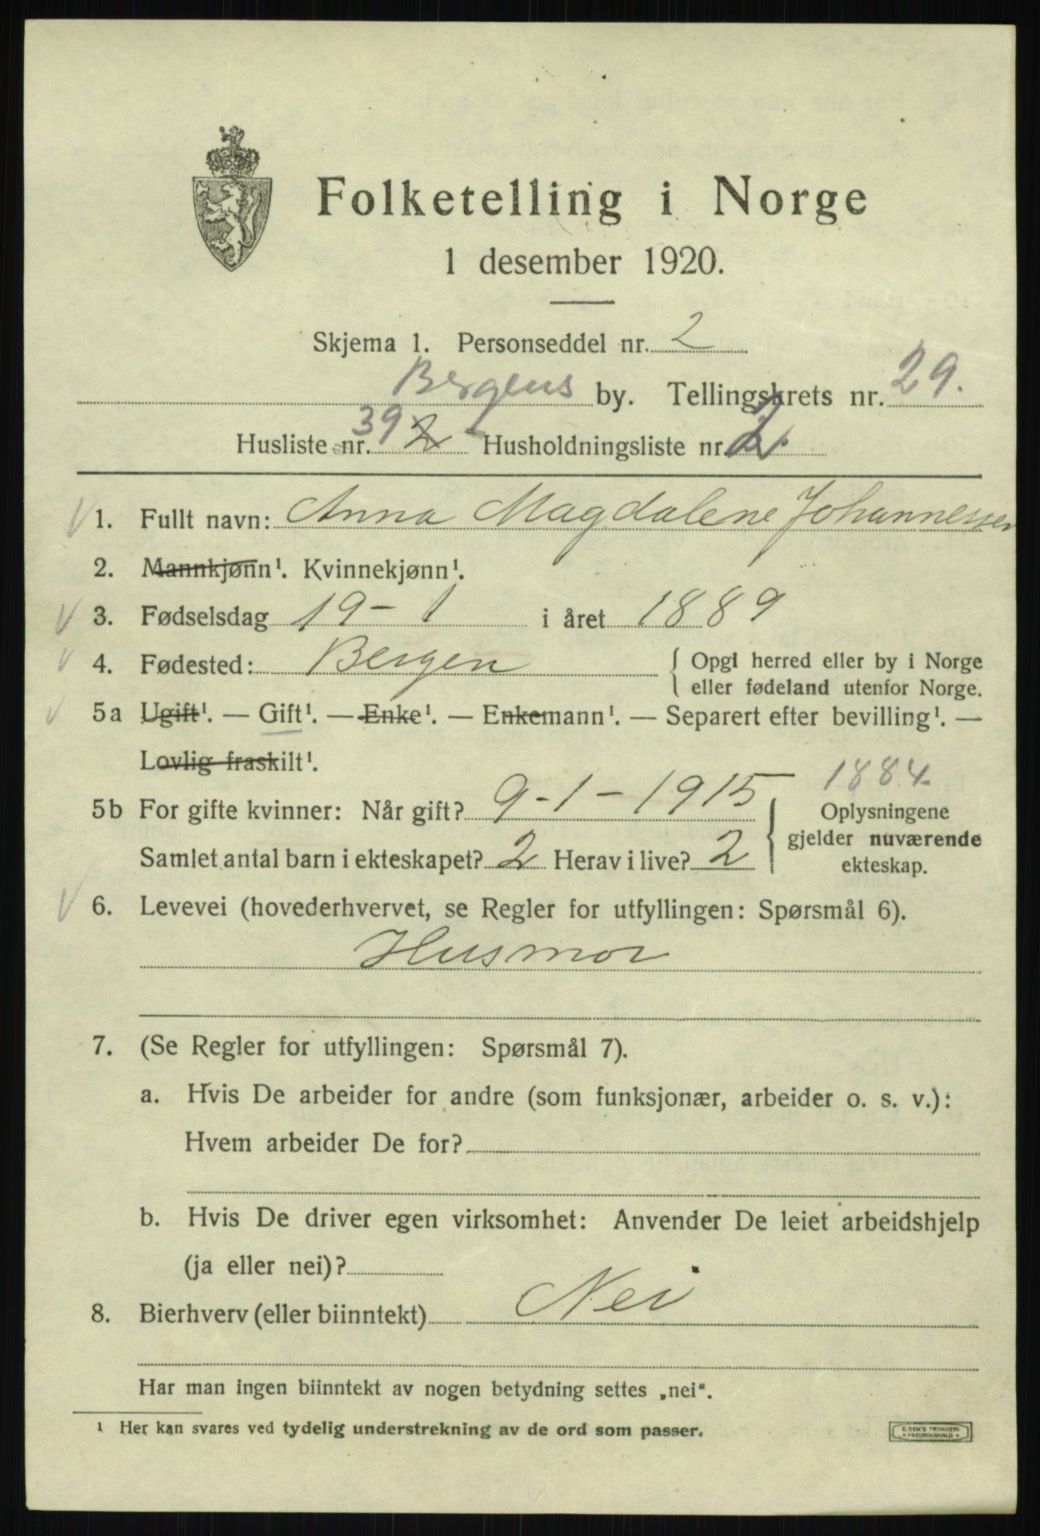 Folketelling i Norge
1 desember 1920.
Skjema 1. Personseddel nr. 2
Bergens by. Tellingskrets nr. 29.
Husliste nr. 39 2 Husholdningsliste nr. 2.
1. Fullt navn: Anna Magdalene Johannessen
2. Mannkjønn¹. Kvinnekjønn¹.
3. Fødselsdag 19-1 i året 1889
4. Fødested: Bergen { Opgi herred eller by i Norge
eller fødeland utenfor Norge.
5a Ugift¹. — Gift¹. — Enke¹. — Enkemann¹. — Separert efter bevilling¹. —
Lovlig fraskilt¹.
1884
5b For gifte kvinner: Når gift? 9-1-1915 } Oplysningene
gjelder nuværende
Samlet antal barn i ekteskapet? 2 Herav i live? 2 ekteskap.
6. Levevei (hovederhvervet, se Regler for utfyllingen: Spørsmål 6).
Husmor
7. (Se Regler for utfyllingen: Spørsmål 7).
a. Hvis De arbeider for andre (som funksjonær, arbeider o. s. v.):
Hvem arbeider De for?
b. Hvis De driver egen virksomhet: Anvender De leiet arbeidshjelp
(ja eller nei)?
8. Bierhverv (eller biinntekt) Nei
Har man ingen biinntekt av nogen betydning settes „nei".
¹ Her kan svares ved tydelig understrekning av de ord som passer.